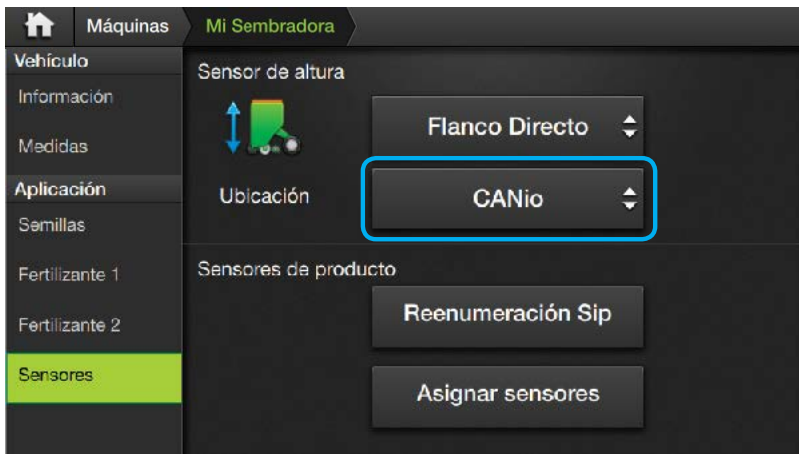 Máquinas
Mi Sembradora
Vehículo
Información
Medidas
Aplicación
Semillas
Fertilizante 1
Fertilizante 2
Sensores
Sensor de altura
Flanco Directo
Ubicación
CANio
Sensores de producto
Reenumeración Sip
Asignar sensores